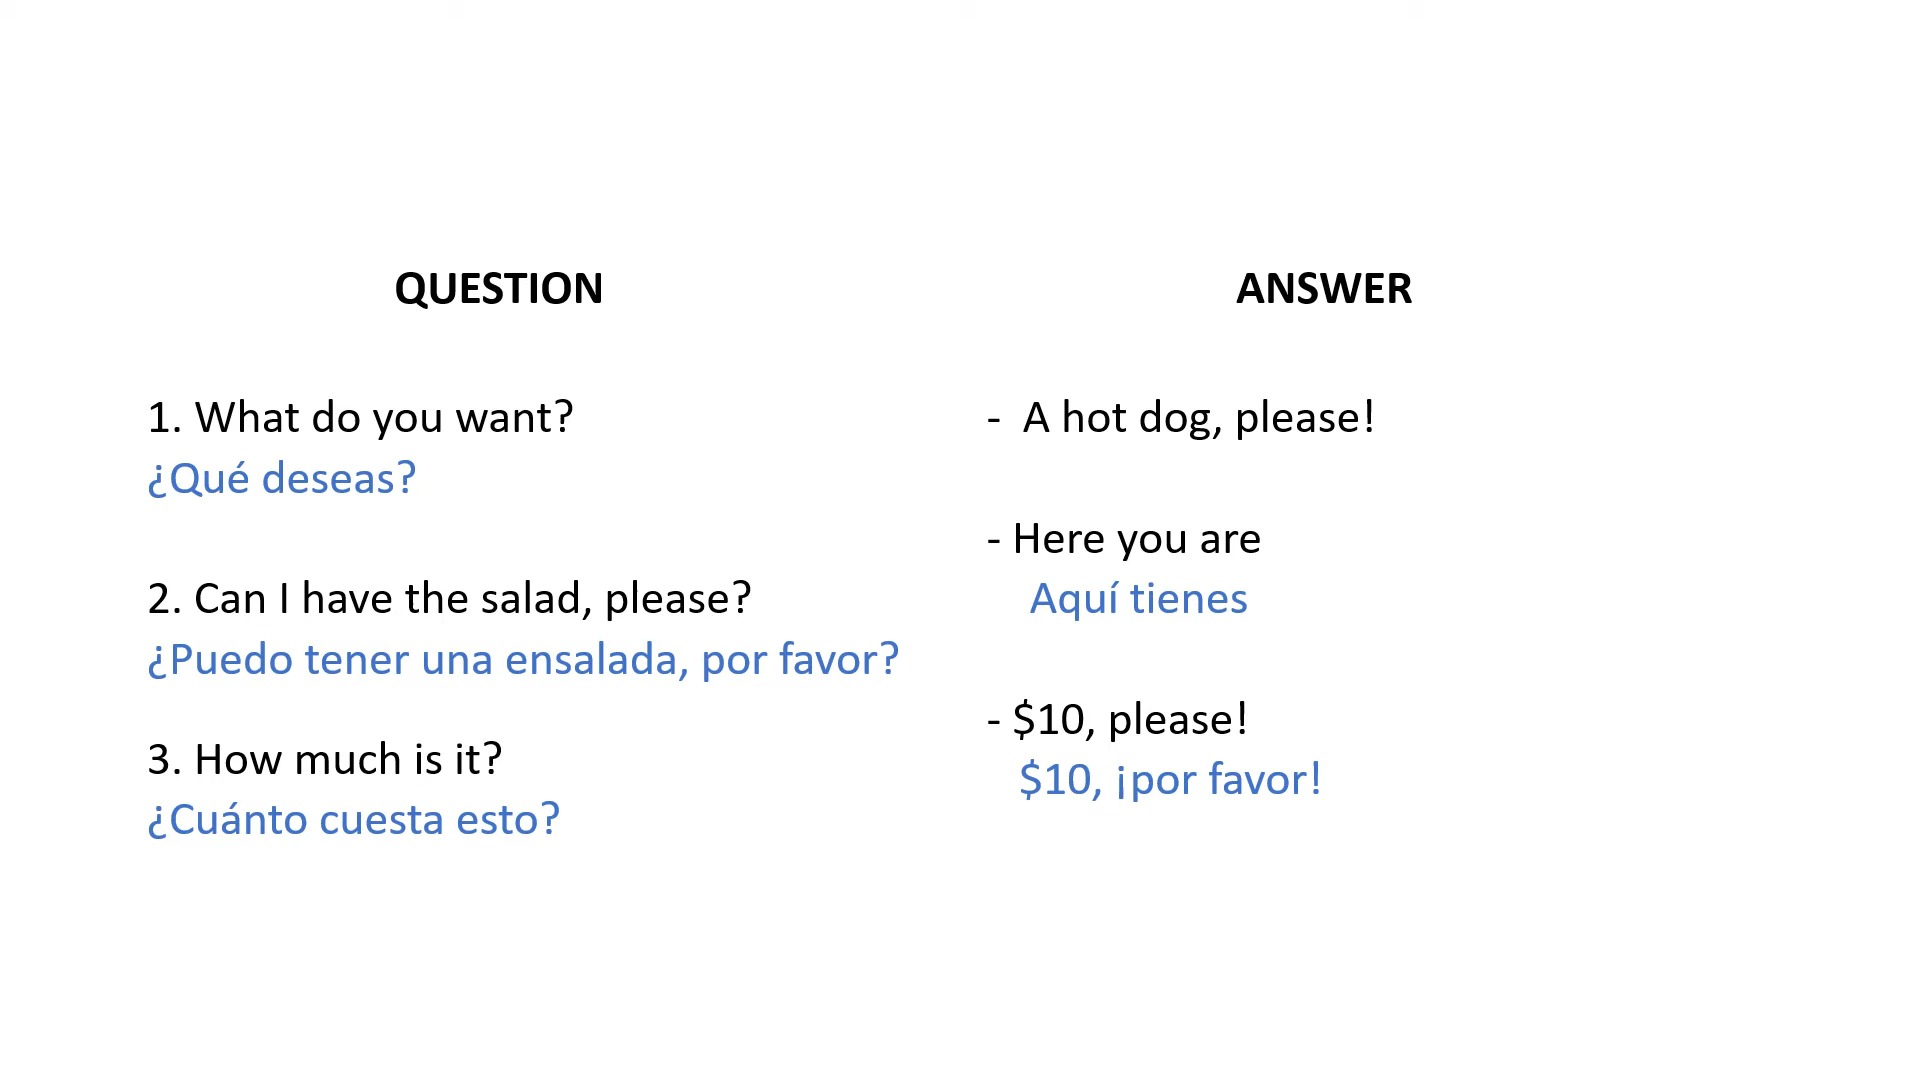 QUESTION
1. What do you want?
¿Qué deseas?
2. Can I have the salad, please?
¿Puedo tener una ensalada, por favor?
3. How much is it?
¿Cuánto cuesta esto?
ANSWER
- A hot dog, please!
- Here you are
Aquí tienes
- $10, please!
$10, ¡por favor!